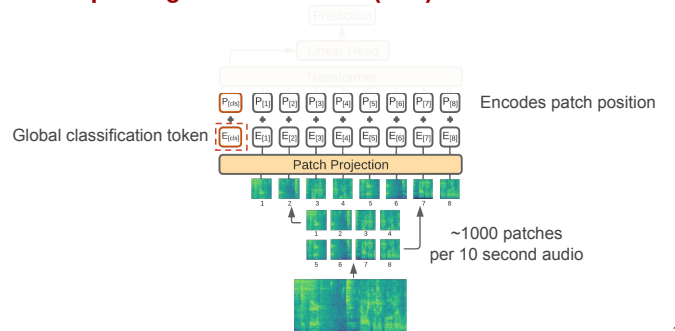 Prediction
Linear Head
Transformer
P[cls] P[1] P[2] P[3] P[4] P[5] P[6] P[7] P[8]
Encodes patch position
+ + + + + + + + +
Global classification token
E[cls] E[1] E[2] E[3] E[4] E[5] E[6] E[7] E[8]
Patch Projection
1 2 3 4 5 6 7 8
1 2 3 4
~1000 patches
per 10 second audio
5 6 7 8